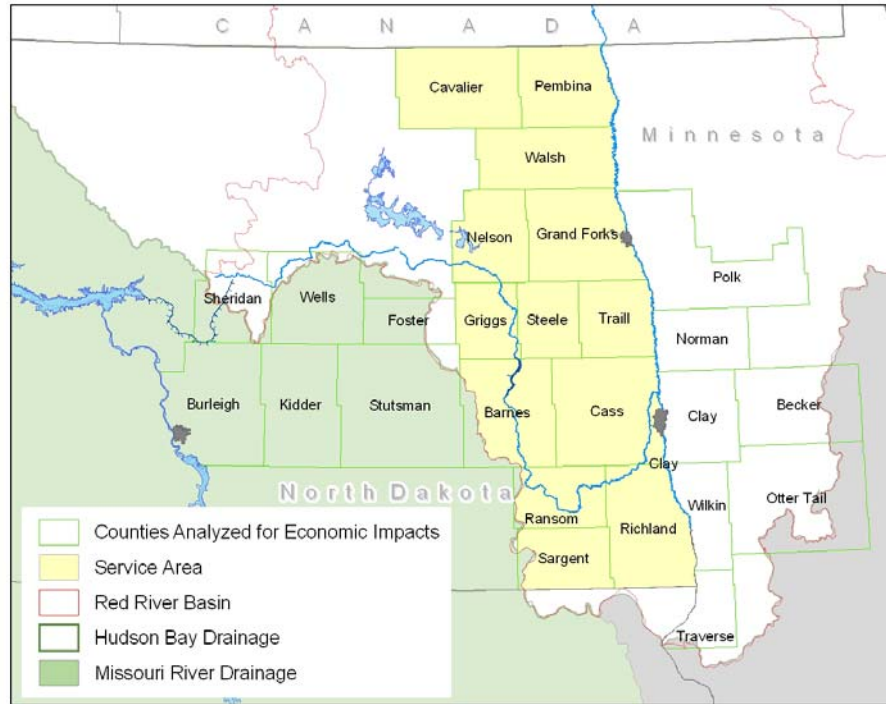 C A N A D A
Cavalier Pembina
Minnesota
Walsh
Nelson Grand Forks
Polk
Sheridan Wells
Foster Griggs Steele Traill
Norman
Burleigh Kidder Stutsman Barnes Cass Clay Becker
Clay
North Dakota
Ransom Richland Wilkin Otter Tail
Sargent
Traverse
Counties Analyzed for Economic Impacts
Service Area
Red River Basin
Hudson Bay Drainage
Missouri River Drainage